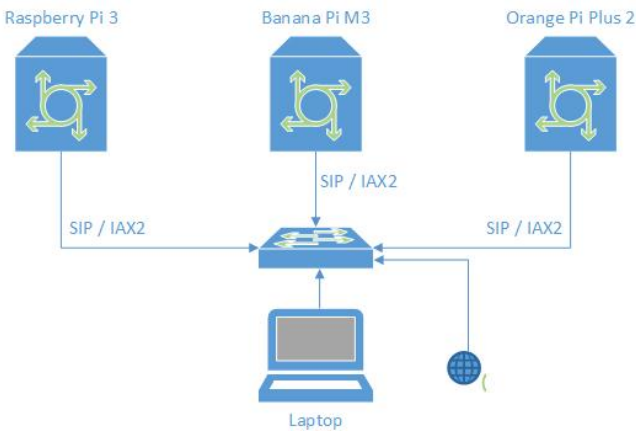 Raspberry Pi 3
Banana Pi M3
Orange Pi Plus 2
SIP / IAX2
SIP / IAX2
SIP / IAX2
Laptop